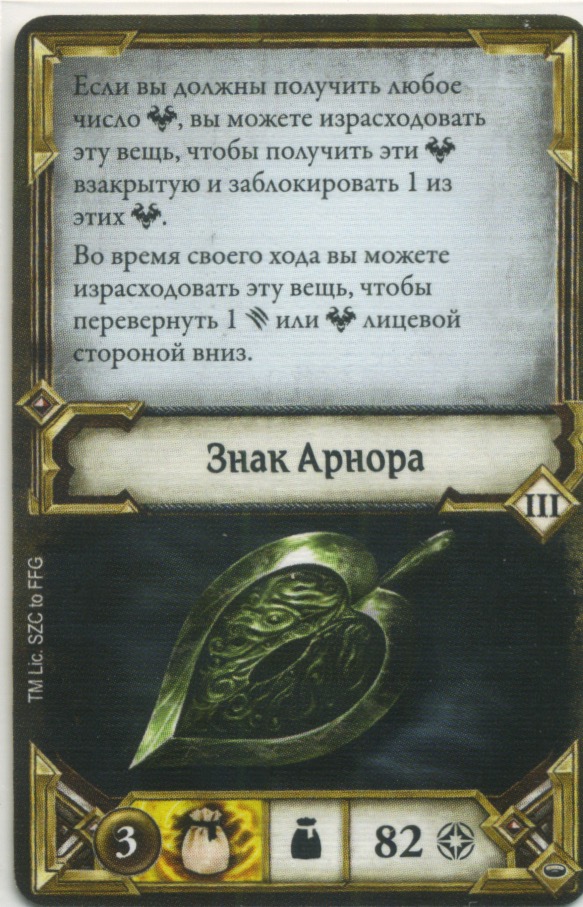 Если вы должны получить любое
число , вы можете израсходовать
эту вещь, чтобы получить эти
взакрытую и заблокировать 1 из
этих .
Во время своего хода вы можете
израсходовать эту вещь, чтобы
перевернуть 1 или лицевой
стороной вниз.
Знак Арнора
III
TM Lic. SZC to FFG
3
82